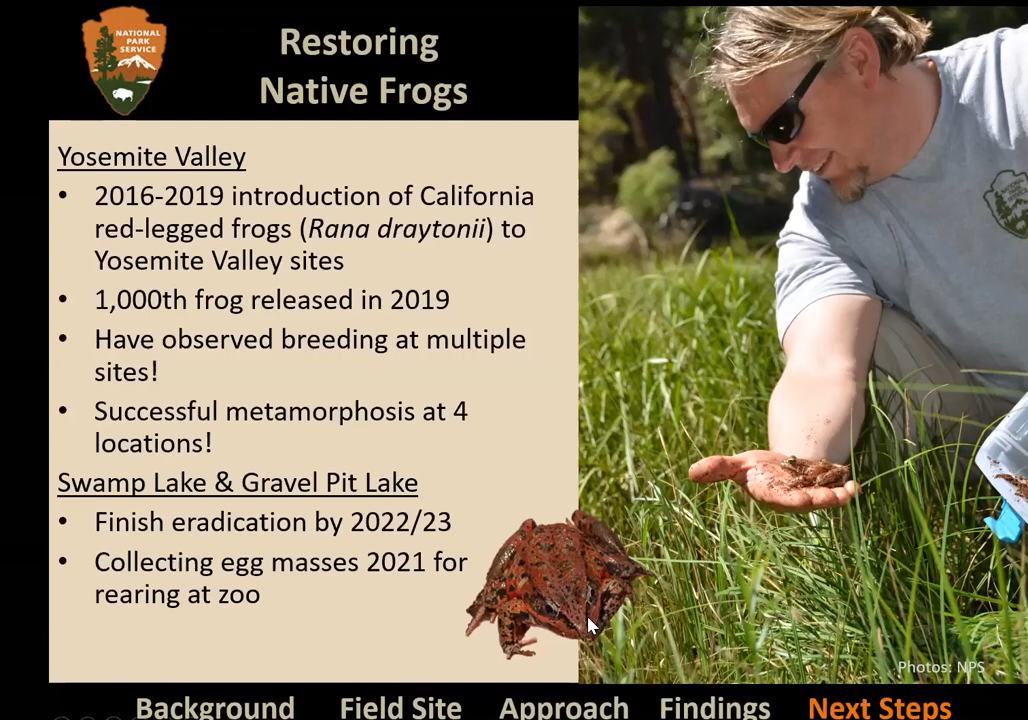 NATIONAL
PARK
SERVICE
Restoring
Native Frogs
Yosemite Valley
• 2016-2019 introduction of California
red-legged frogs (Rana draytonii) to
Yosemite Valley sites
• 1,000th frog released in 2019
• Have observed breeding at multiple
sites!
• Successful metamorphosis at 4
locations!
Swamp Lake & Gravel Pit Lake
• Finish eradication by 2022/23
• Collecting egg masses 2021 for
rearing at zoo
Photos: NPS
Background Field Site Approach Findings Next Steps